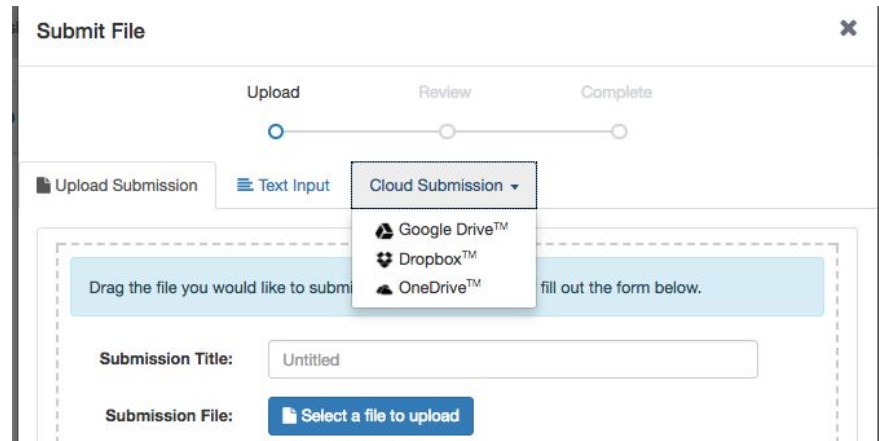 Submit File
Upload Review Complete
Upload Submission Text Input Cloud Submission
Google Drive™
Dropbox™
OneDrive™
Drag the file you would like to submi fill out the form below.
Submission Title: Untitled
Submission File: Select a file to upload